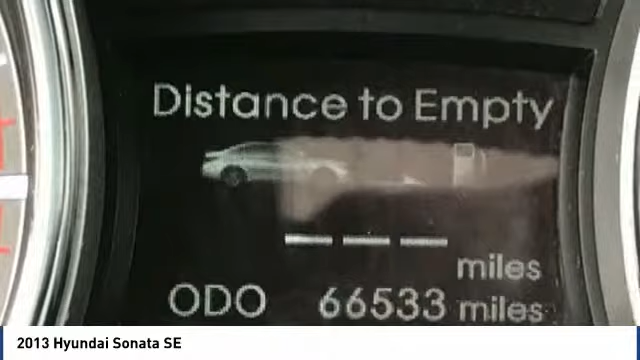 Distance to Empty
--- miles
ODO 66533 miles
2013 Hyundai Sonata SE